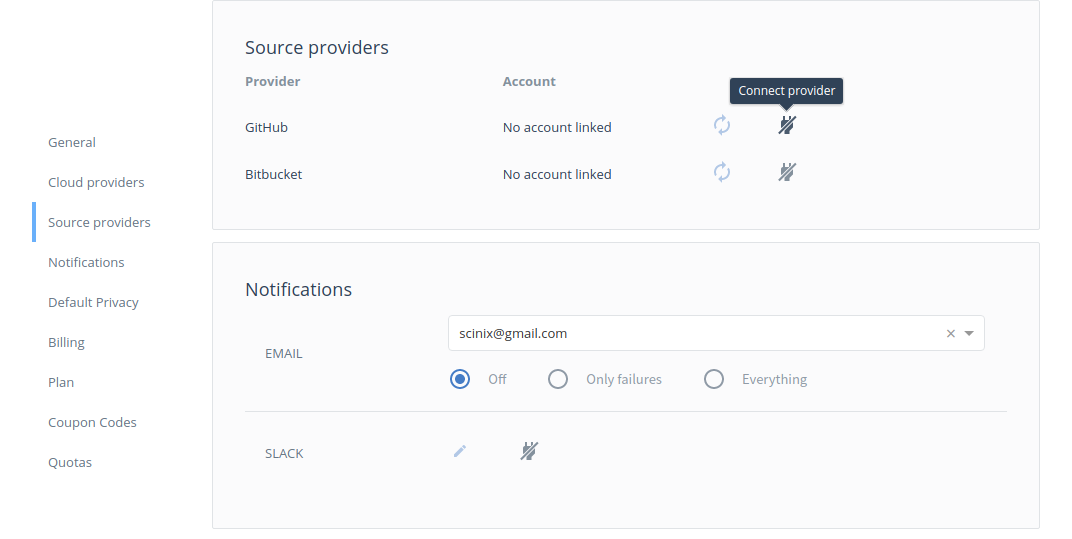 General
Cloud providers
Source providers
Notifications
Default Privacy
Billing
Plan
Coupon Codes
Quotas
Source providers
Provider Account
Connect provider
GitHub No account linked
Bitbucket No account linked
Notifications
EMAIL
scinix@gmail.com
Off Only failures Everything
SLACK